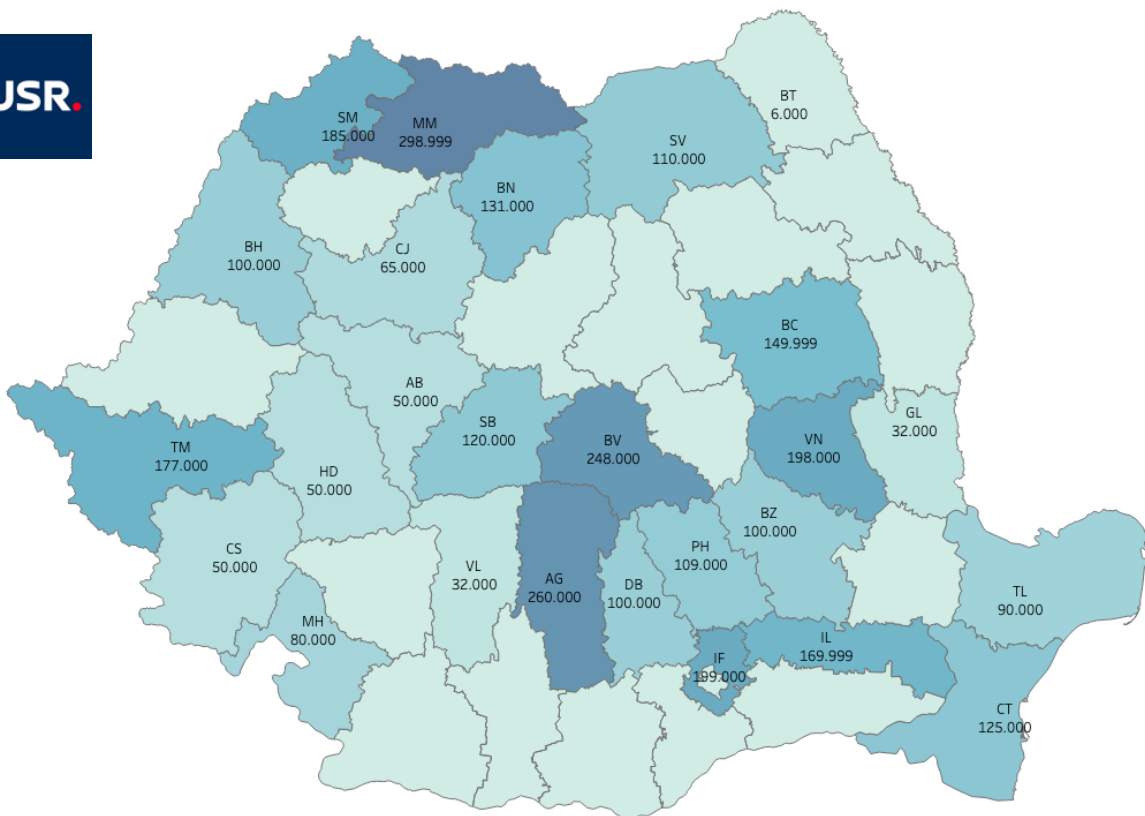 USR.
BT
6.000
SM
185.000
MM
298.999
SV
110.000
BN
131.000
BH
100.000
CJ
65.000
BC
149.999
AB
50.000
SB
120.000
BV
248.000
VN
198.000
GL
32.000
TM
177.000
HD
50.000
BZ
100.000
CS
50.000
VL
32.000
AG
260.000
DB
100.000
PH
109.000
TL
90.000
MH
80.000
IF
199.000
IL
169.999
CT
125.000